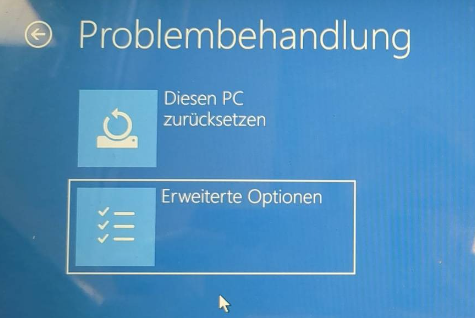 Problembehandlung
Diesen PC
zurücksetzen
Erweiterte Optionen